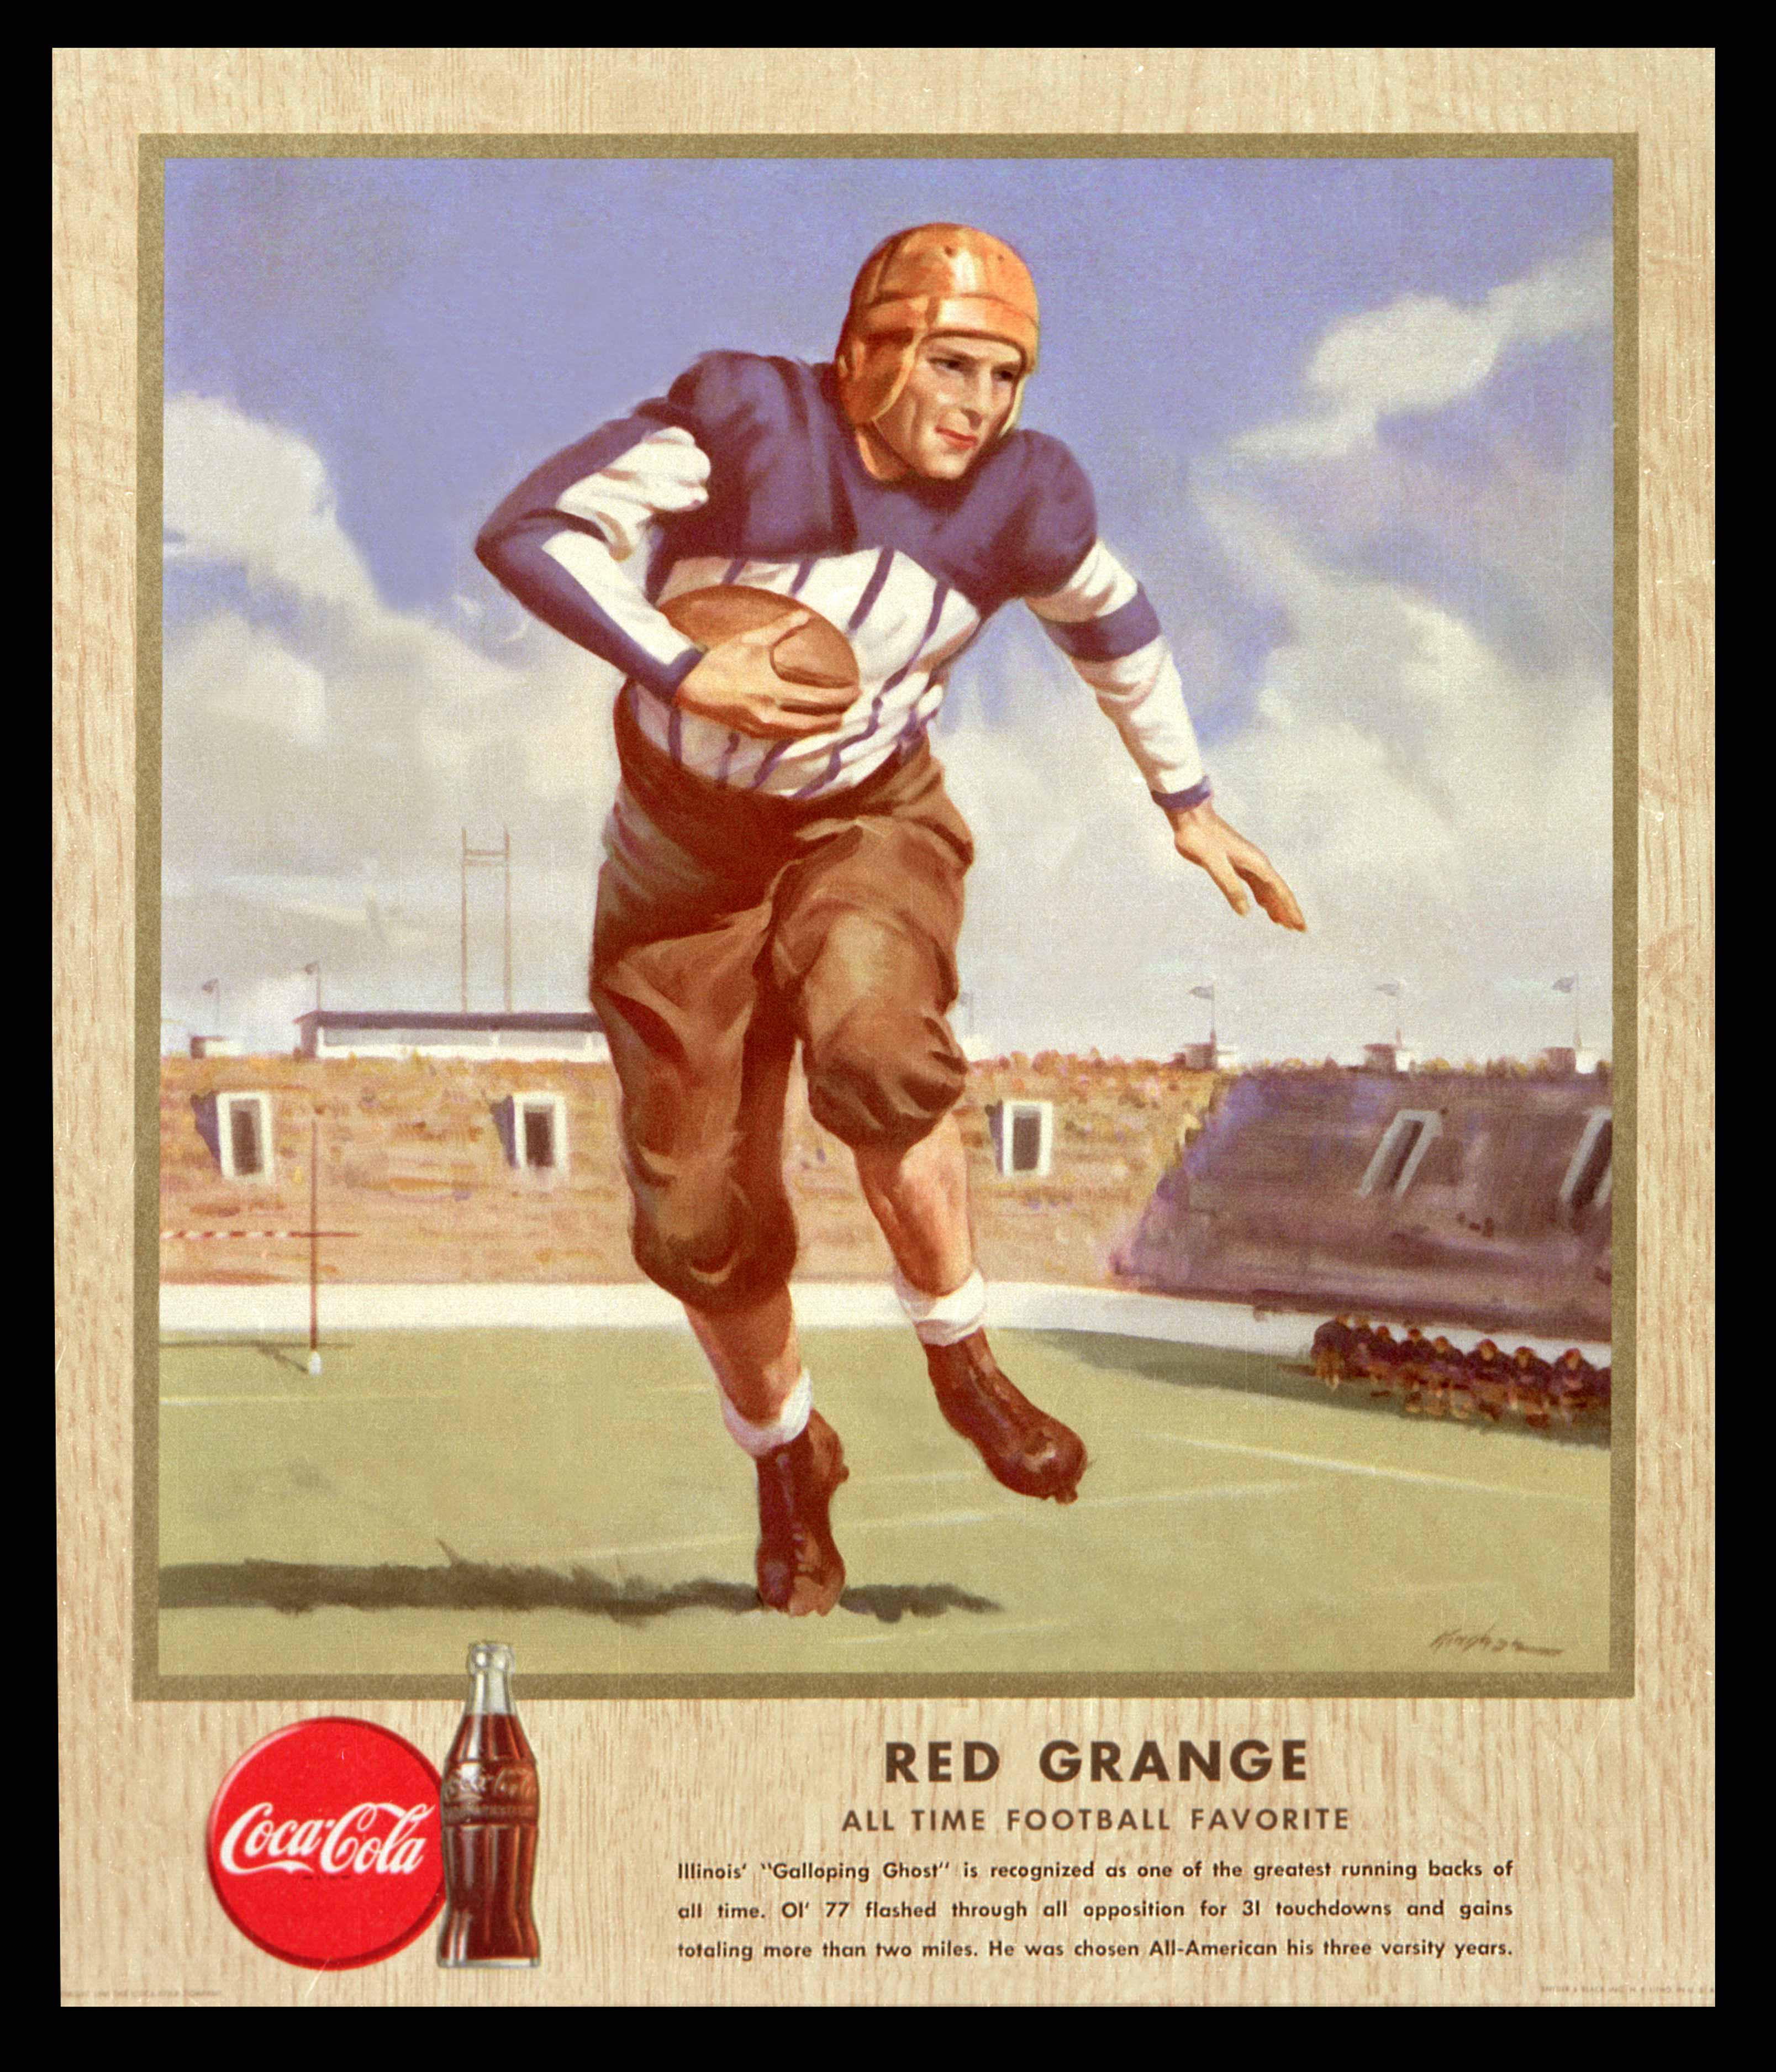 Coca-Cola
RED GRANGE
ALL TIME FOOTBALL FAVORITE
Illinois' "Galloping Ghost" is recognized as one of the greatest running backs of
all time. Ol' 77 flashed through all opposition for 31 touchdowns and gains
totaling more than two miles. He was chosen All-American his three varsity years.